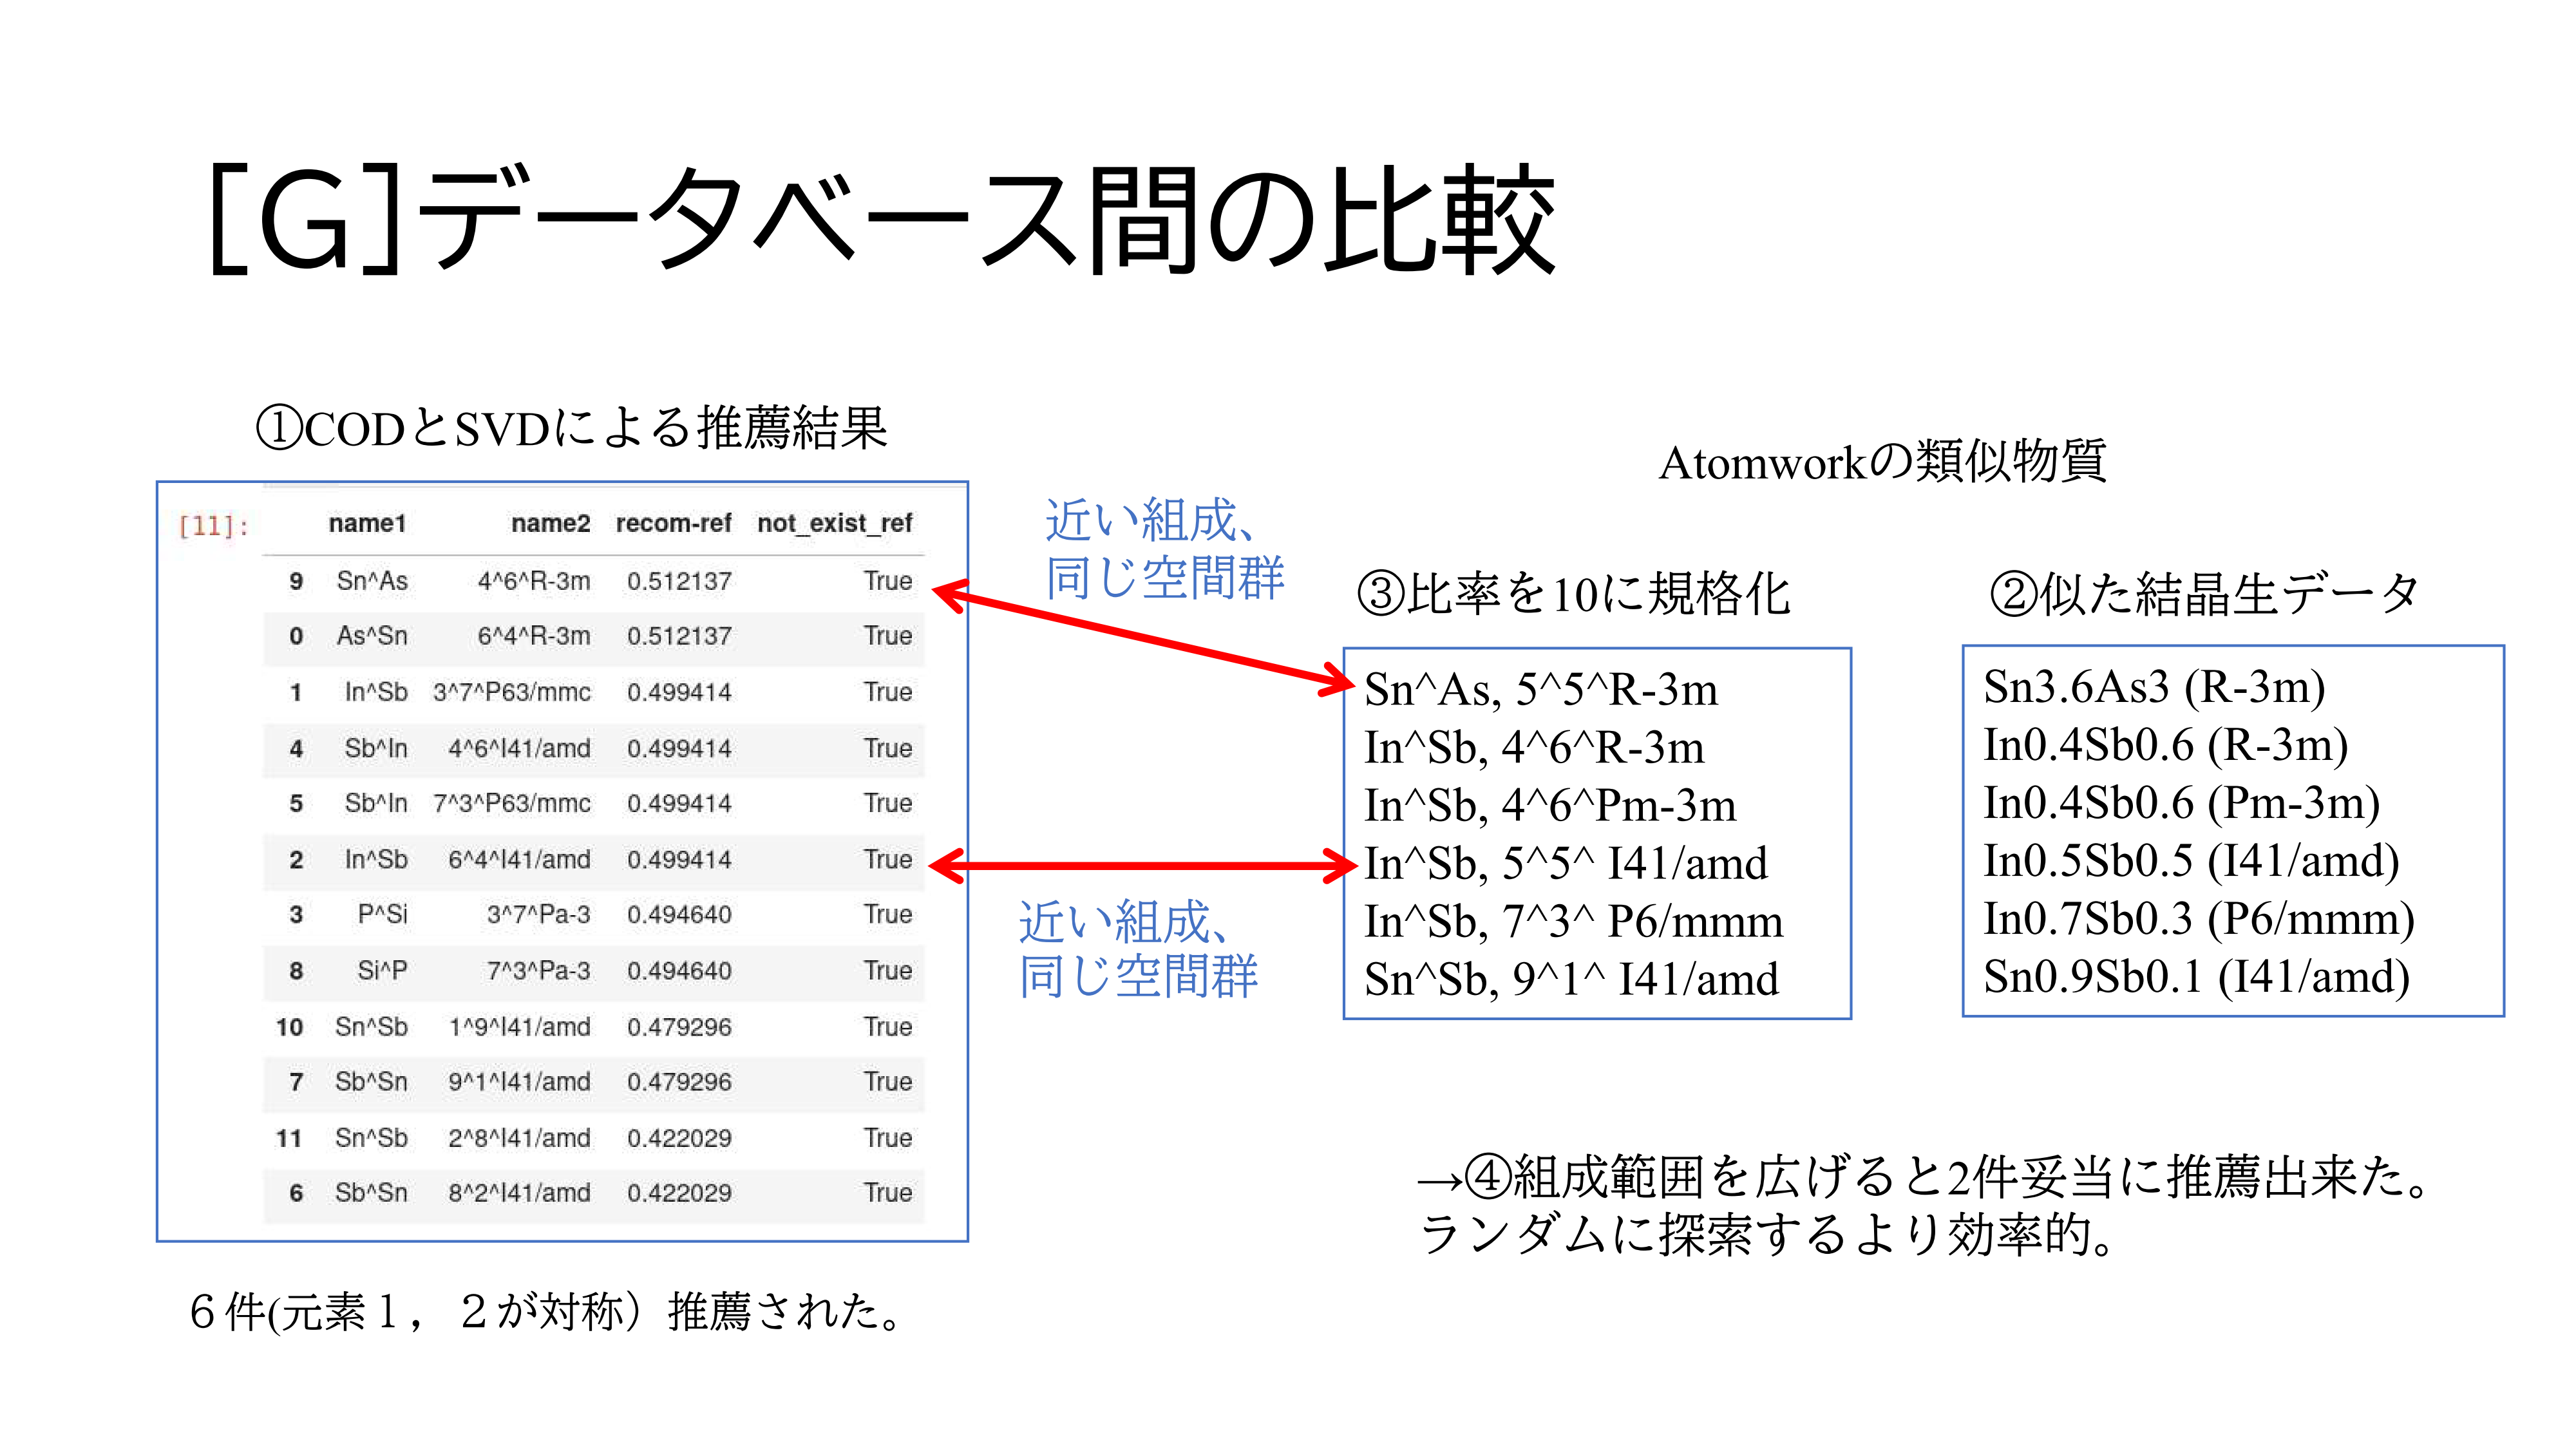 [G]データベース間の比較
①CODとSVDによる推薦結果
[11]: name1 name2 recom-ref not_exist_ref
9 Sn^As 4^6^R-3m 0.512137 True
0 As^Sn 6^4^R-3m 0.512137 True
1 In^Sb 3^7^P63/mmc 0.499414 True
4 Sb^In 4^6^I41/amd 0.499414 True
5 Sb^In 7^3^P63/mmc 0.499414 True
2 In^Sb 6^4^I41/amd 0.499414 True
3 P^Si 3^7^Pa-3 0.494640 True
8 Si^P 7^3^Pa-3 0.494640 True
10 Sn^Sb 1^9^I41/amd 0.479296 True
7 Sb^Sn 9^1^I41/amd 0.479296 True
11 Sn^Sb 2^8^I41/amd 0.422029 True
6 Sb^Sn 8^2^I41/amd 0.422029 True
６件(元素１，２が対称）推薦された。
近い組成、
同じ空間群
近い組成、
同じ空間群
Atomworkの類似物質
③比率を10に規格化
Sn^As, 5^5^R-3m
In^Sb, 4^6^R-3m
In^Sb, 4^6^Pm-3m
In^Sb, 5^5^ I41/amd
In^Sb, 7^3^ P6/mmm
Sn^Sb, 9^1^ I41/amd
②似た結晶生データ
Sn3.6As3 (R-3m)
In0.4Sb0.6 (R-3m)
In0.4Sb0.6 (Pm-3m)
In0.5Sb0.5 (I41/amd)
In0.7Sb0.3 (P6/mmm)
Sn0.9Sb0.1 (I41/amd)
→④組成範囲を広げると2件妥当に推薦出来た。
ランダムに探索するより効率的。